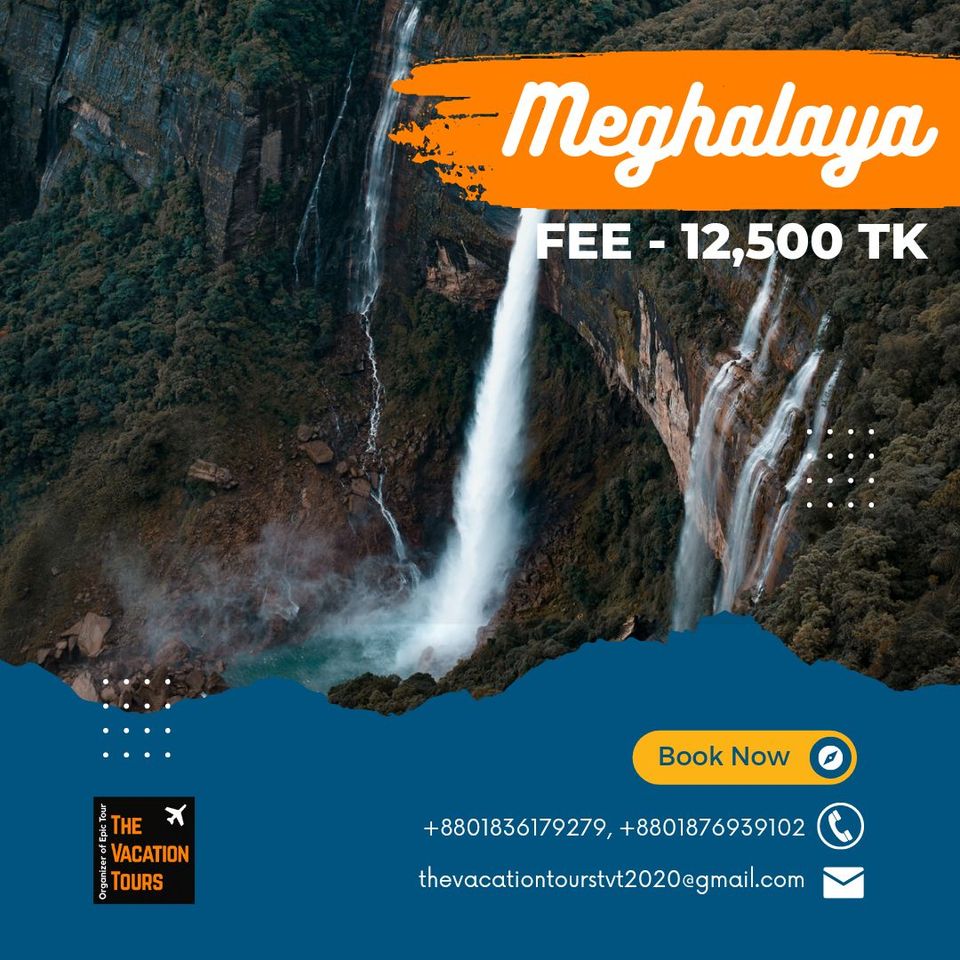 Meghalaya
FEE - 12,500 TK
Book Now
+8801836179279, +8801876939102
thevacationtourstvt2020@gmail.com
Organizer of Epic Tour
THE
VACATION
TOURS